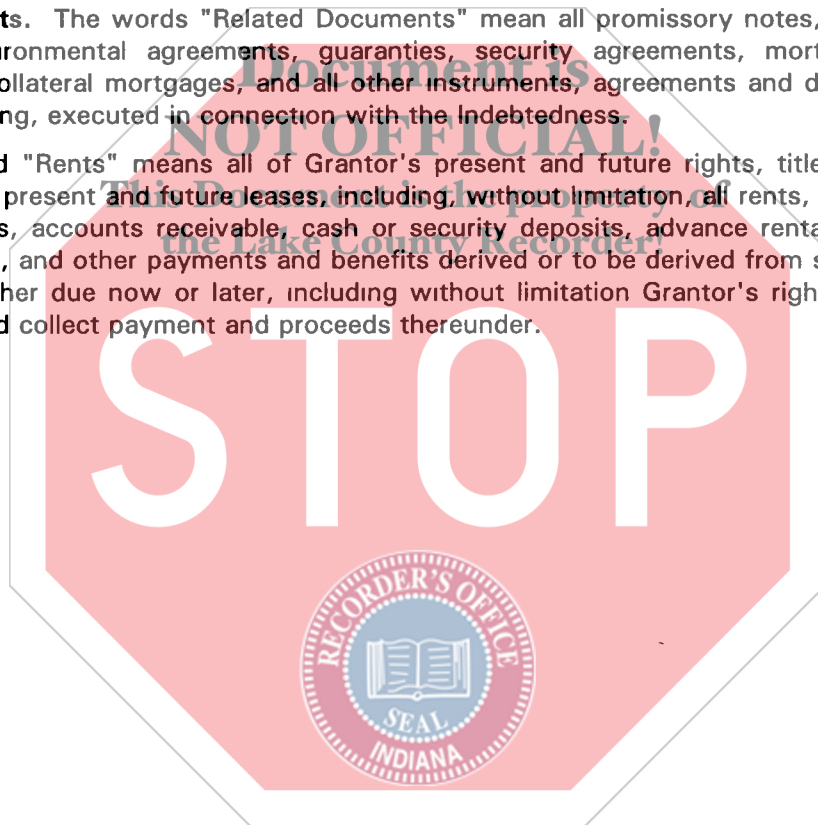 ts. The words "Related Documents" mean all promissory notes,
ronmental agreements, guaranties, security agreements, mort
ollateral mortgages, and all other instruments, agreements and d
ng, executed in connection with the Indebtedness.
d "Rents" means all of Grantor's present and future rights, title
present and future leases, including, without limitation, all rents,
s, accounts receivable, cash or security deposits, advance renta
, and other payments and benefits derived or to be derived from s
her due now or later, including without limitation Grantor's righ
d collect payment and proceeds thereunder.
Document is
NOT OFFICIAL!
This Document is the property of
the Lake County Recorder!
STOP
RECORDER'S OFFICE
SEAL
INDIANA